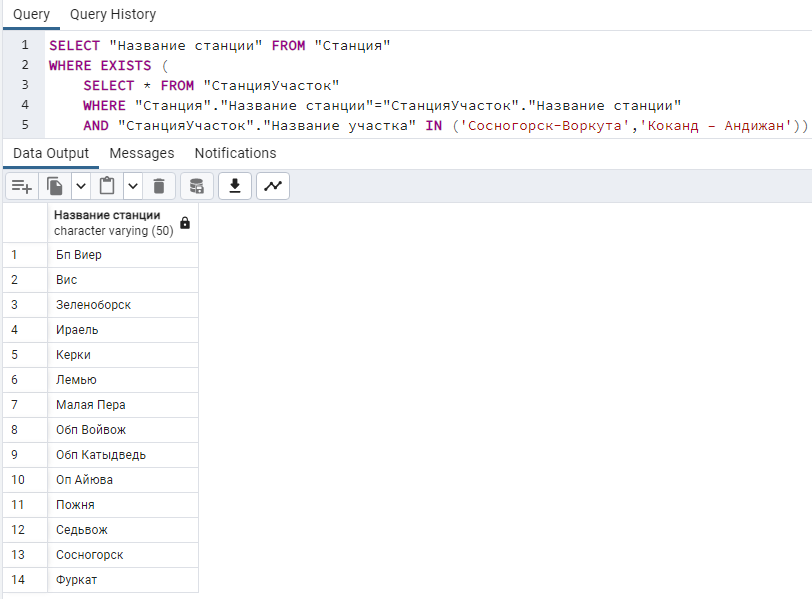 Query Query History
1 SELECT "Название станции" FROM "Станция"
2 WHERE EXISTS (
3 SELECT * FROM "СтанцияУчасток"
4 WHERE "Станция"."Название станции"="СтанцияУчасток"."Название станции"
5 AND "СтанцияУчасток"."Название участка" IN ('Сосногорск-Воркута','Коканд – Андижан'))
Data Output Messages Notifications
Название станции
character varying (50)
1 Бп Виер
2 Вис
3 Зеленоборск
4 Ираель
5 Керки
6 Лемью
7 Малая Пера
8 Обп Войвож
9 Обп Катыдведь
10 Оп Айюва
11 Пожня
12 Седьвож
13 Сосногорск
14 Фуркат